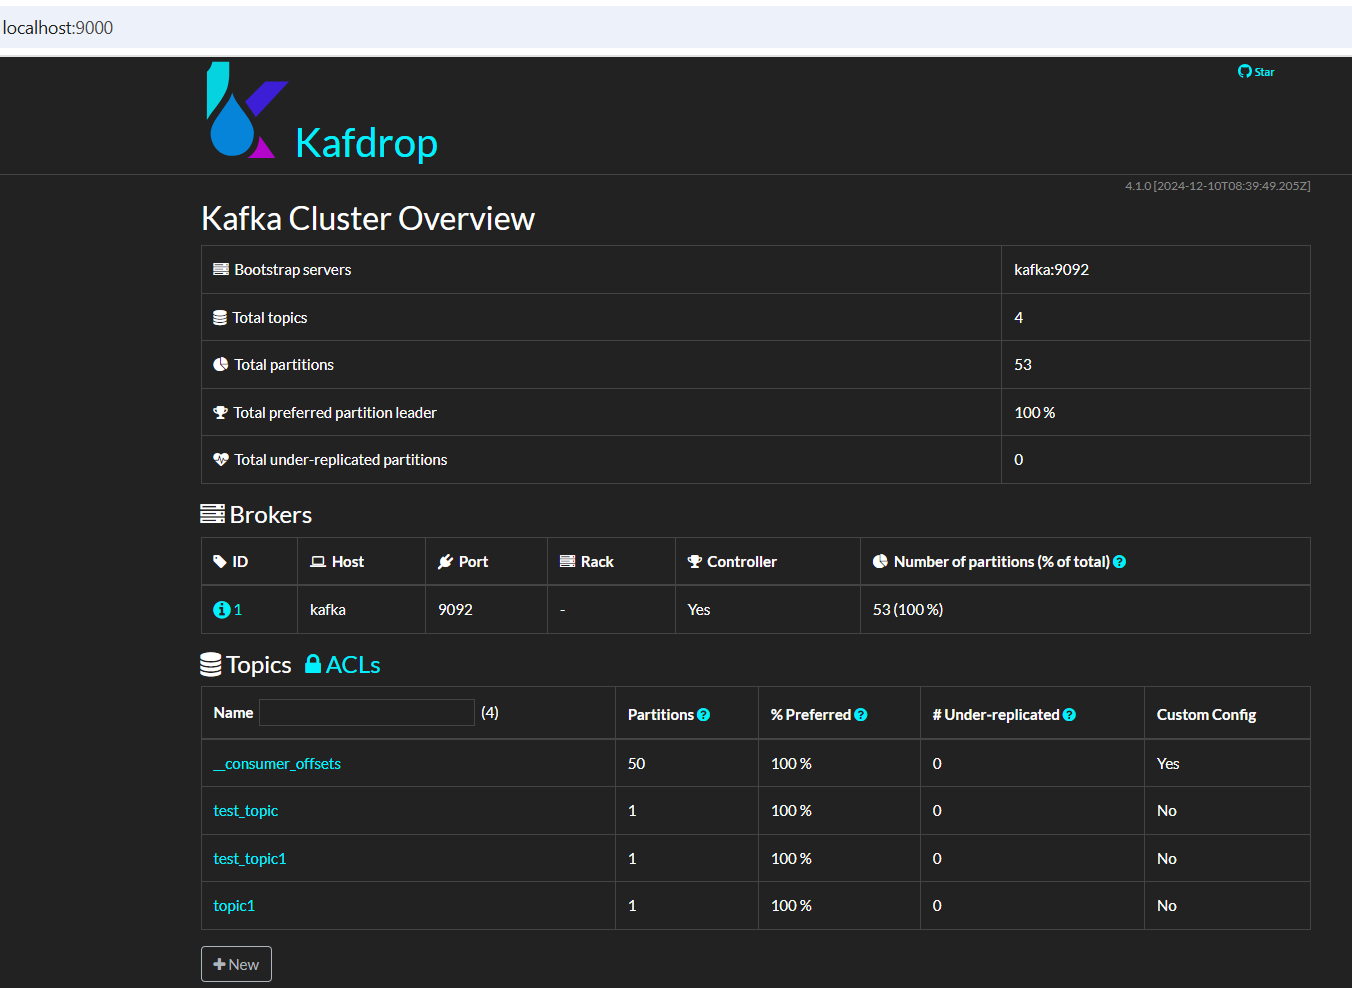 localhost:9000
Star
Kafdrop
4.1.0 [2024-12-10T08:39:49.205Z]
Kafka Cluster Overview
Bootstrap servers kafka:9092
Total topics 4
Total partitions 53
Total preferred partition leader 100 %
Total under-replicated partitions 0
Brokers
ID Host Port Rack Controller Number of partitions (% of total)
1 kafka 9092 - Yes 53 (100 %)
Topics ACLs
Name (4) Partitions % Preferred # Under-replicated Custom Config
__consumer_offsets 50 100 % 0 Yes
test_topic 1 100 % 0 No
test_topic1 1 100 % 0 No
topic1 1 100 % 0 No
+ New